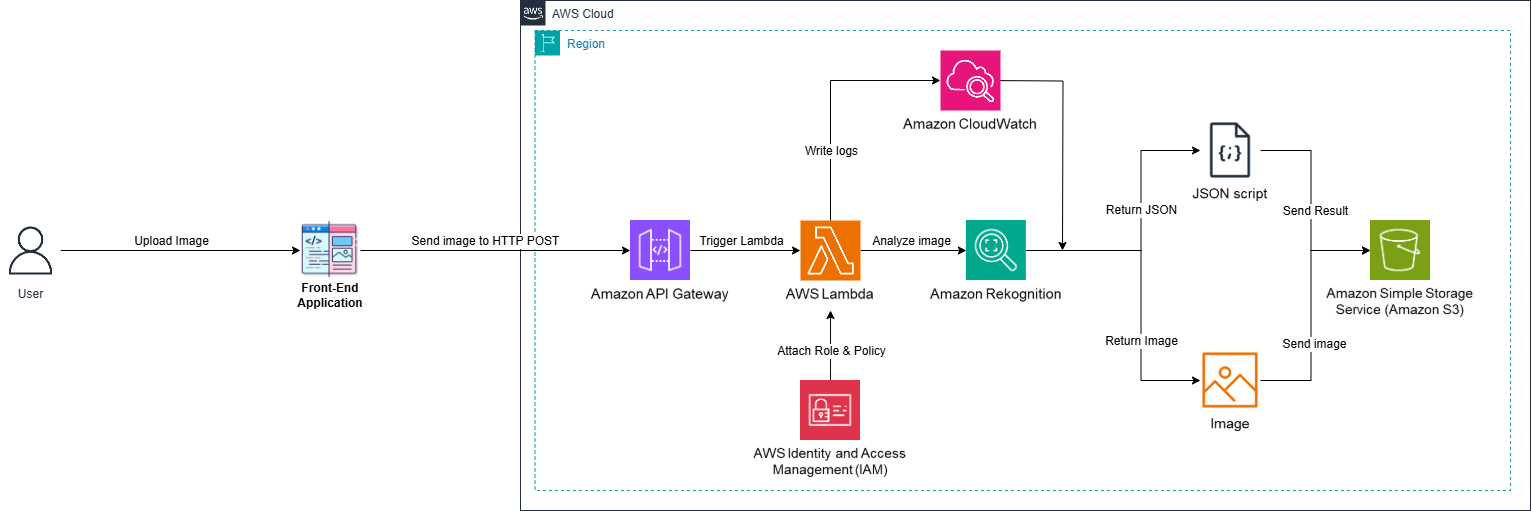 aws
AWS Cloud
Region
Amazon CloudWatch
Write logs
{;}
JSON script
Return JSON
Send Result
Upload Image
Send image to HTTP POST
</>
</>
Trigger Lambda
Analyze image
User
Front-End
Application
Amazon API Gateway
AWS Lambda
Amazon Rekognition
Amazon Simple Storage
Service (Amazon S3)
Return Image
Send image
Attach Role & Policy
Image
AWS Identity and Access
Management (IAM)